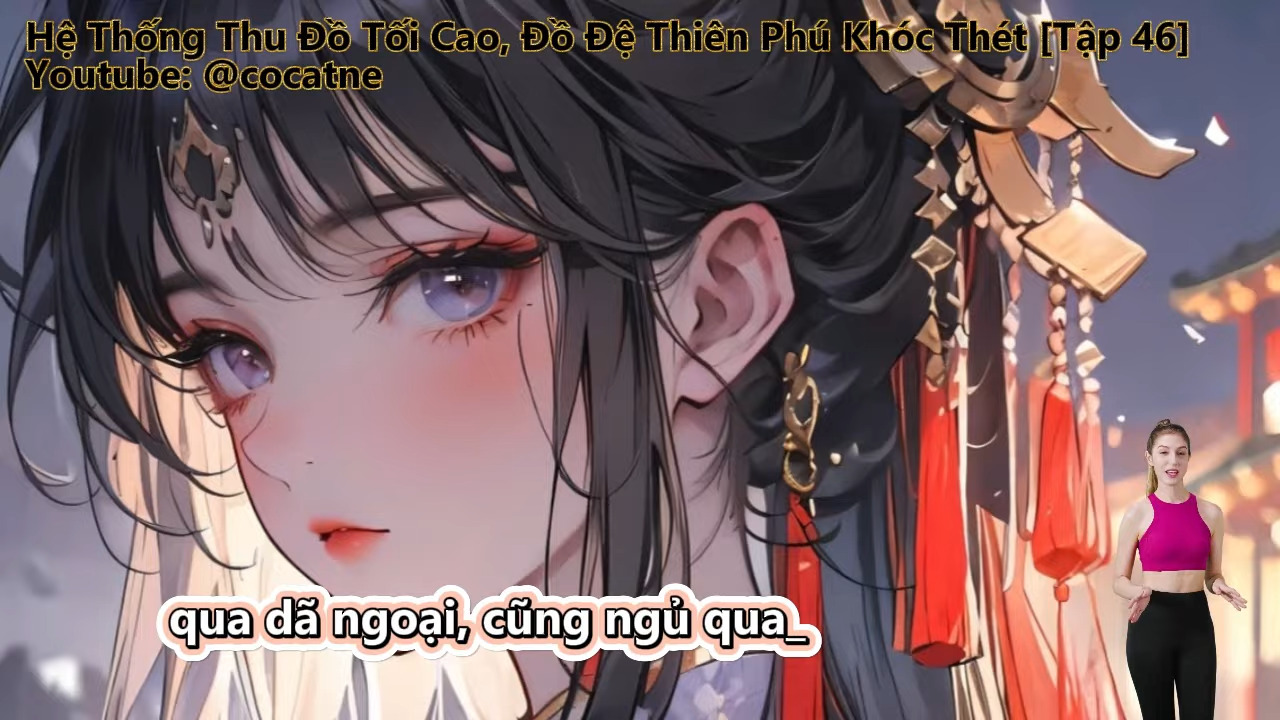 Hệ Thống Thu Đồ Tối Cao, Đồ Đệ Thiên Phú Khóc Thét [Tập 46]
Youtube: @cocatne
qua dã ngoại, cũng ngủ qua_